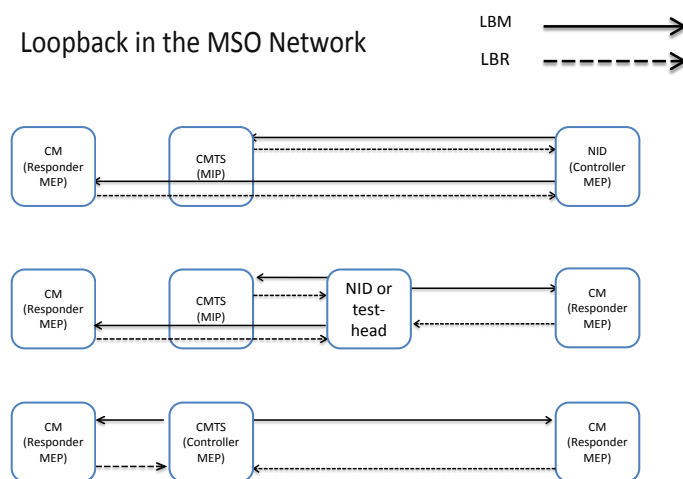 Loopback in the MSO Network
LBM
LBR
CM
(Responder
MEP)
CMTS
(MIP)
NID
(Controller
MEP)
CM
(Responder
MEP)
CMTS
(MIP)
NID or
test-
head
CM
(Responder
MEP)
CM
(Responder
MEP)
CMTS
(Controller
MEP)
CM
(Responder
MEP)